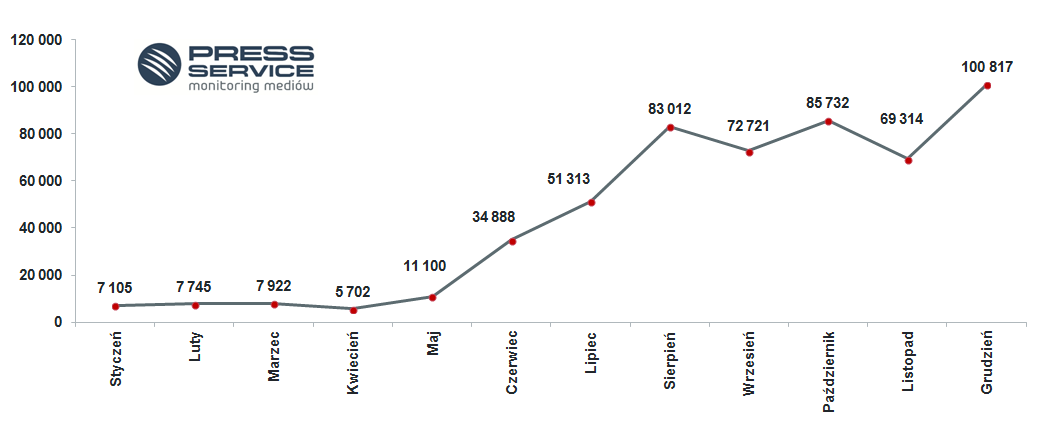 PRESS
SERVICE
monitoring mediów
120 000
100 000
80 000
60 000
40 000
20 000
0
7 105
7 745
7 922
5 702
11 100
34 888
51 313
83 012
72 721
85 732
69 314
100 817
Styczeń
Luty
Marzec
Kwiecień
Maj
Czerwiec
Lipiec
Sierpień
Wrzesień
Październik
Listopad
Grudzień